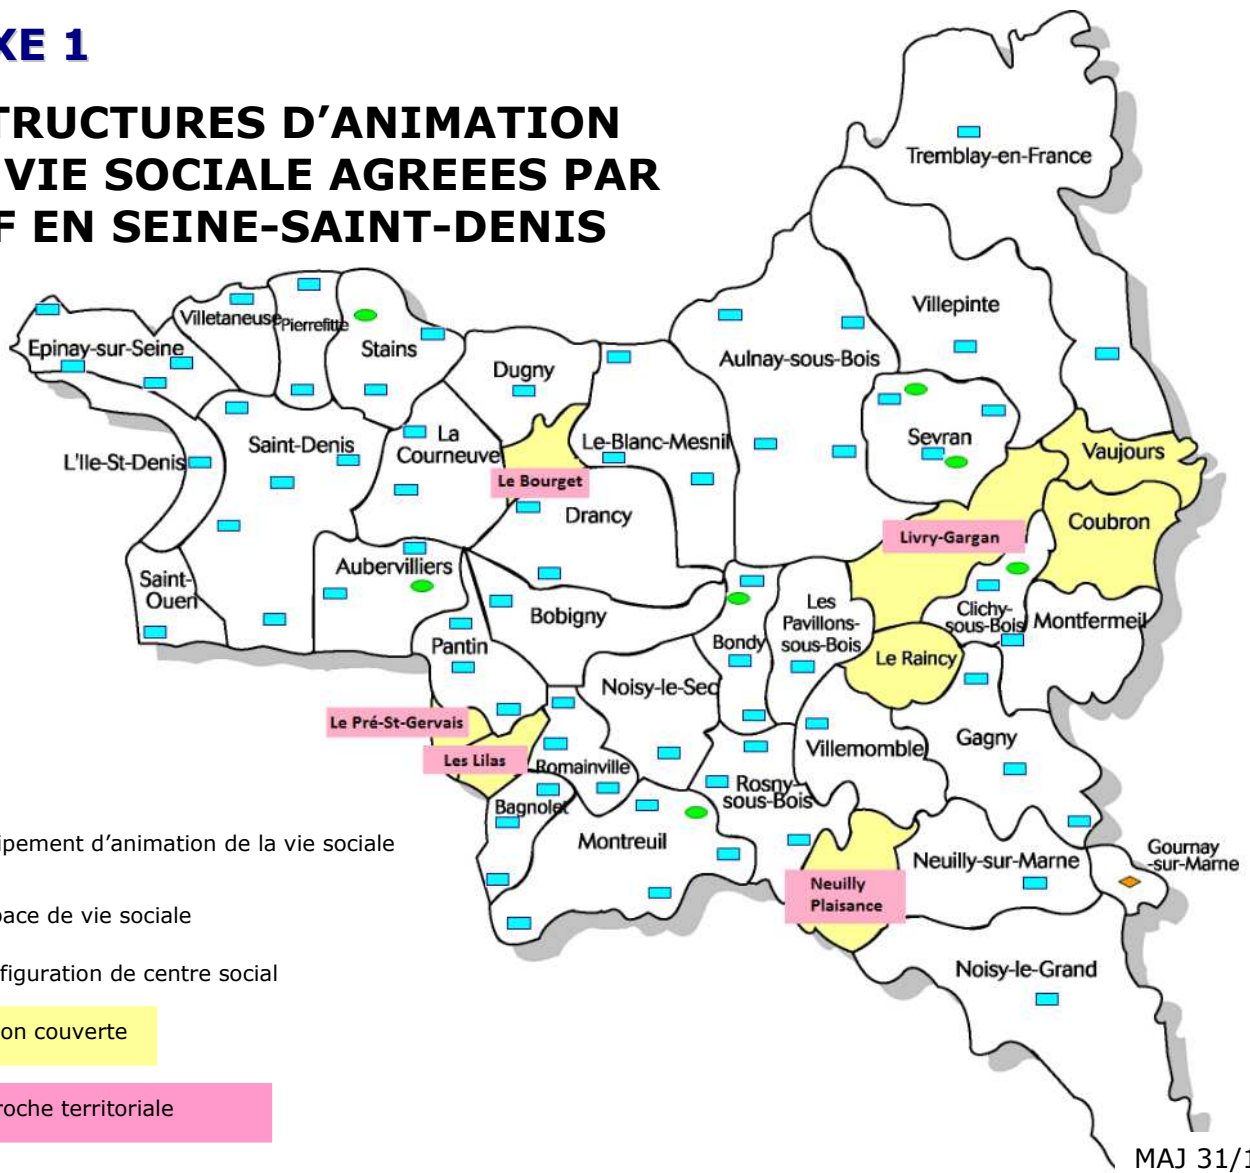 XE 1
TRUCTURES D'ANIMATION
VIE SOCIALE AGREEES PAR
F EN SEINE-SAINT-DENIS
Tremblay-en-France
Villepinte
Villetaneuse
Pierrefitte
Epinay-sur-Seine
Stains
Aulnay-sous-Bois
Dugny
La
Courneuve
Le-Blanc-Mesnil
Saint-Denis
Sevran
Vaujours
L'Ile-St-Denis
Le Bourget
Drancy
Coubron
Livry-Gargan
Aubervilliers
Saint-
Ouen
Bobigny
Les
Pavillons-
sous-Bois
Clichy-
sous-Bois
Montfermeil
Pantin
Bondy
Le Raincy
Noisy-le-Sec
Le Pré-St-Gervais
Les Lilas
Romainville
Villemomble
Gagny
Rosny-
sous-Bois
Bagnolet
Montreuil
Neuilly-sur-Marne
Gournay
-sur-Marne
Neuilly
Plaisance
Noisy-le-Grand
ipement d'animation de la vie sociale
pace de vie sociale
figuration de centre social
on couverte
roche territoriale
MAJ 31/1